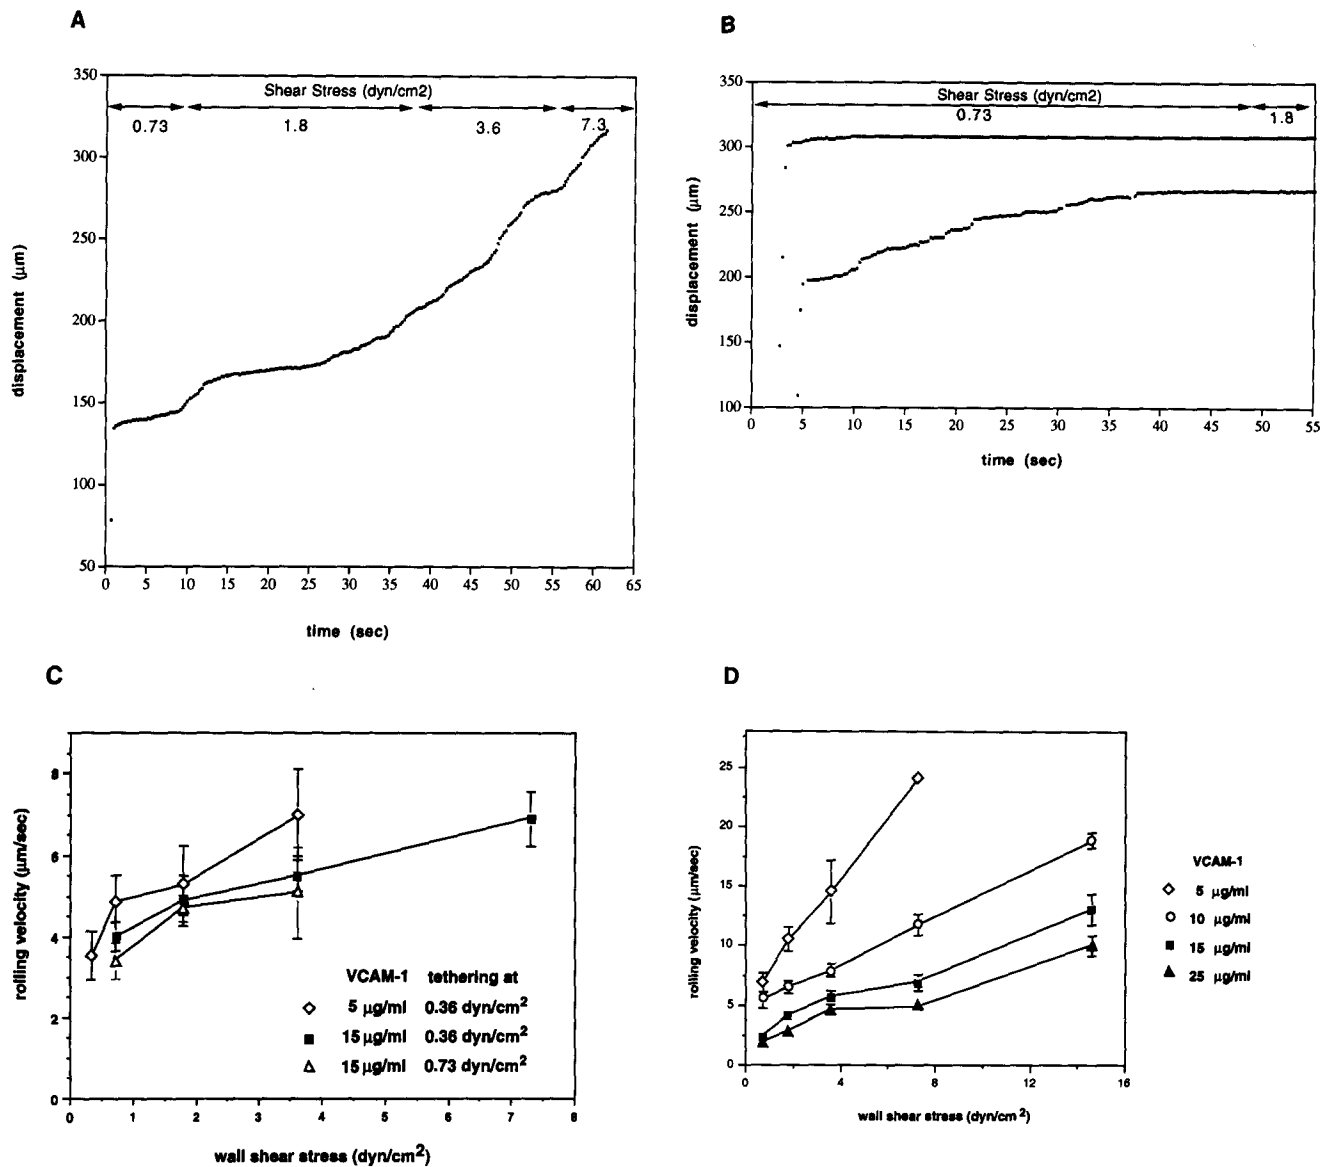 A
350
300
250
200
150
100
50
Shear Stress (dyn/cm2)
0.73 1.8 3.6 7.3
displacement (μm)
0 5 10 15 20 25 30 35 40 45 50 55 60 65
time (sec)
B
350
300
250
200
150
100
Shear Stress (dyn/cm2)
0.73 1.8
displacement (μm)
0 5 10 15 20 25 30 35 40 45 50 55
time (sec)
C
8
6
4
2
0
rolling velocity (μm/sec)
VCAM-1 tethering at
5 μg/ml 0.36 dyn/cm2
15 μg/ml 0.36 dyn/cm2
15 μg/ml 0.73 dyn/cm2
0 1 2 3 4 5 6 7 8
wall shear stress (dyn/cm2)
D
25
20
15
10
5
0
rolling velocity (μm/sec)
0 4 8 12 16
wall shear stress (dyn/cm2)
VCAM-1
5 μg/ml
10 μg/ml
15 μg/ml
25 μg/ml